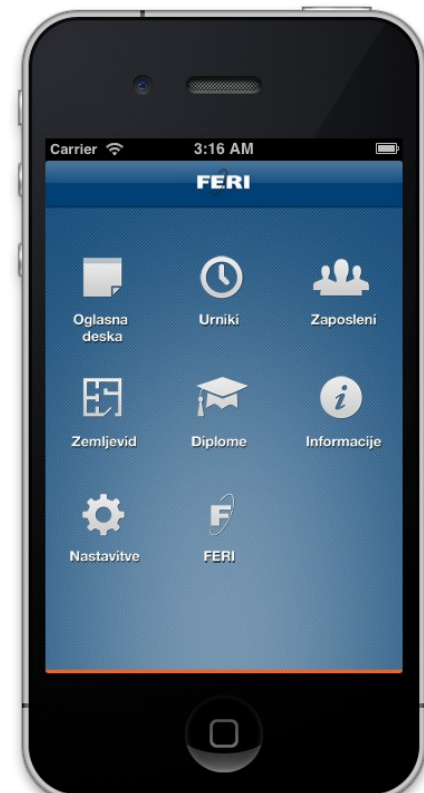 Carrier 3:16 AM
FERI
Oglasna
deska
Urniki
Zaposleni
Zemljevid
Diplome
Informacije
Nastavitve
FERI